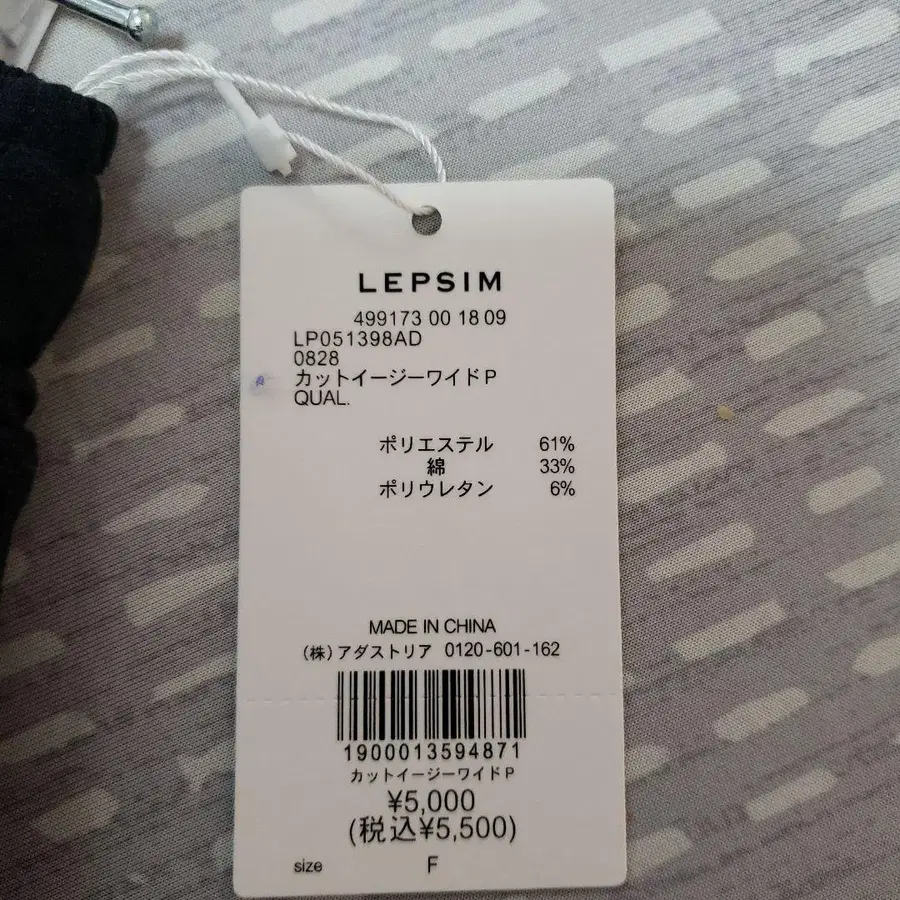 LEPSIM
499173 00 18 09
LP051398AD
0828
カットイージーワイドP
QUAL.
ポリエステル 61%
綿 33%
ポリウレタン 6%
MADE IN CHINA
(株)アダストリア 0120-601-162
1900013594871
カットイージーワイドP
¥5,000
(税込¥5,500)
size F